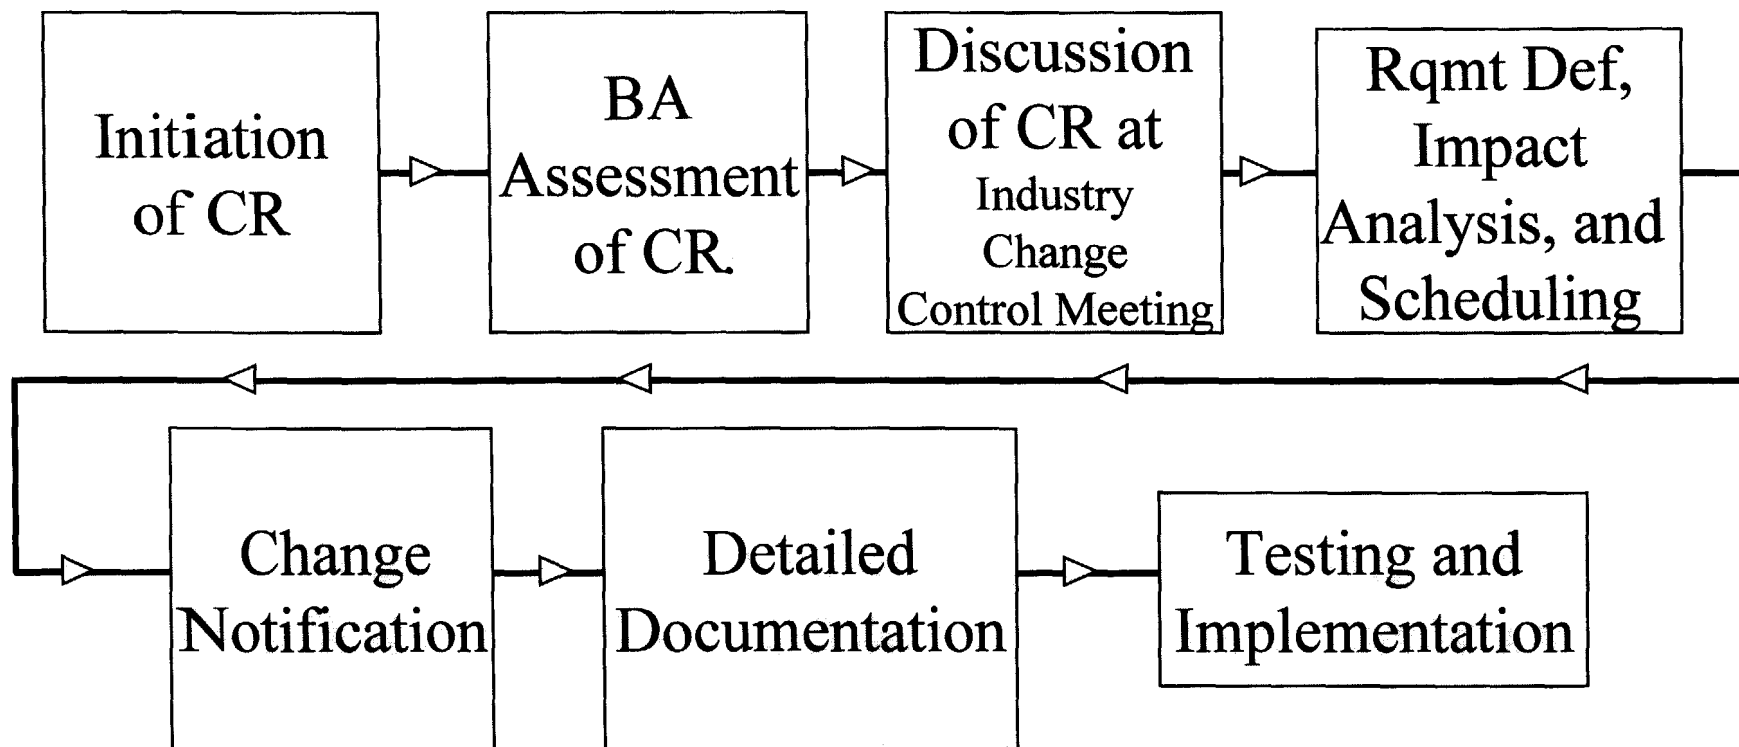 Initiation
of CR
BA
Assessment
of CR.
Discussion
of CR at
Industry
Change
Control Meeting
Rqmt Def,
Impact
Analysis, and
Scheduling
Change
Notification
Detailed
Documentation
Testing and
Implementation